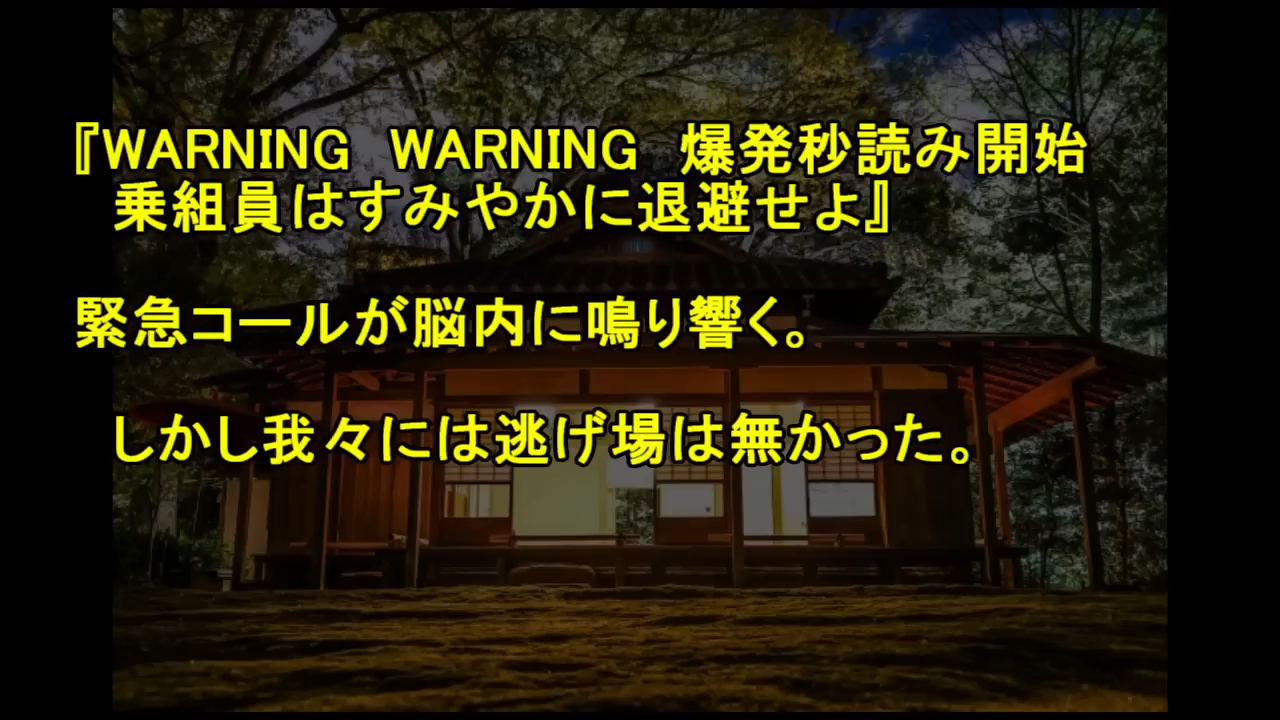 『WARNING　WARNING　爆発秒読み開始
乗組員はすみやかに退避せよ』
緊急コールが脳内に鳴り響く。
しかし我々には逃げ場は無かった。